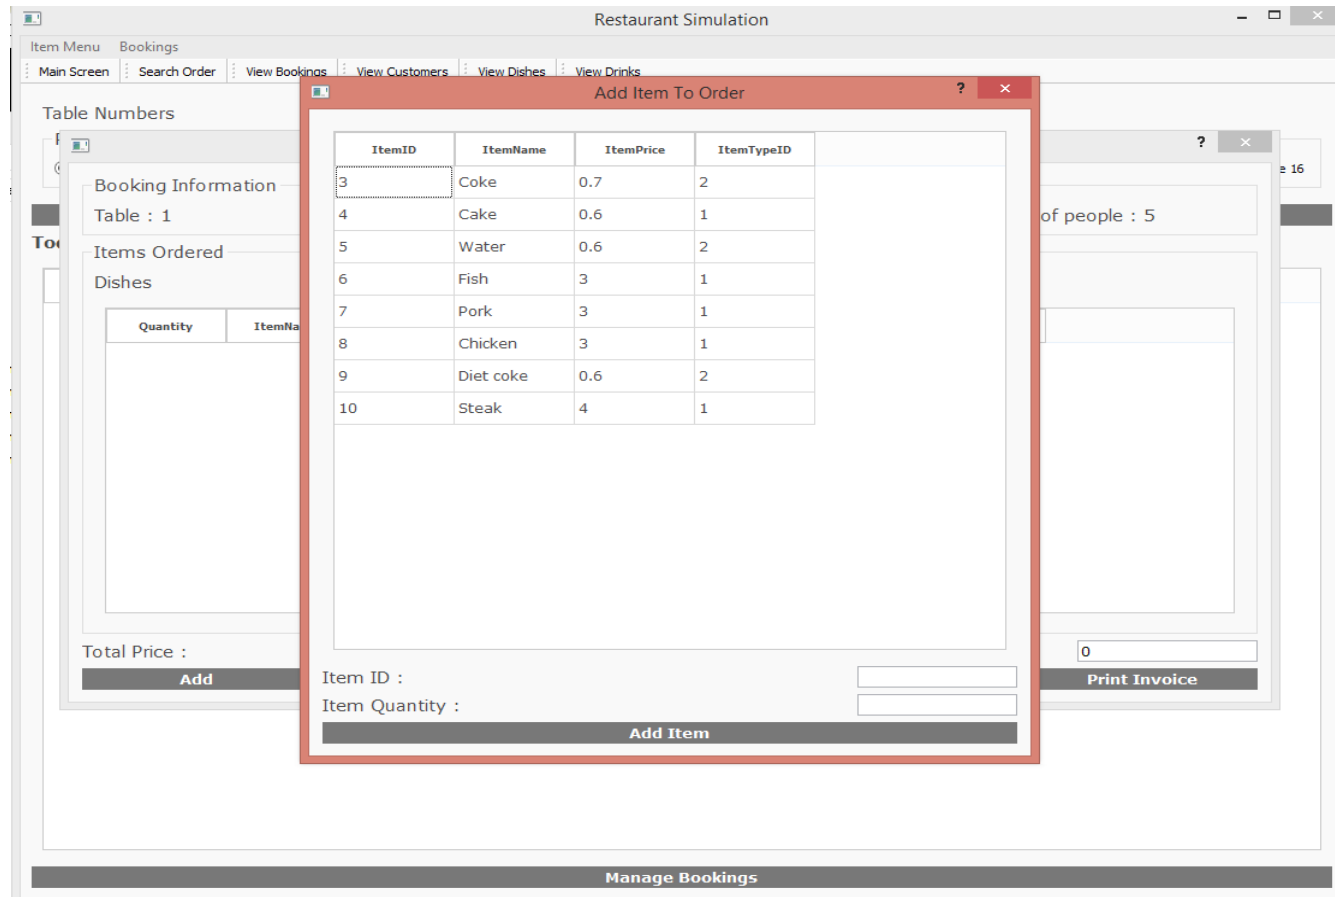 Restaurant Simulation
Item Menu Bookings
Main Screen Search Order View Bookings View Customers View Dishes View Drinks
Add Item To Order ?
Table Numbers
?
16
Booking Information
Table : 1
of people : 5
Items Ordered
Dishes
Quantity
ItemID ItemName ItemPrice ItemTypeID
3 Coke 0.7 2
4 Cake 0.6 1
5 Water 0.6 2
6 Fish 3 1
7 Pork 3 1
8 Chicken 3 1
9 Diet coke 0.6 2
10 Steak 4 1
Total Price :
0
Add
Print Invoice
Item ID :
Item Quantity :
Add Item
Manage Bookings